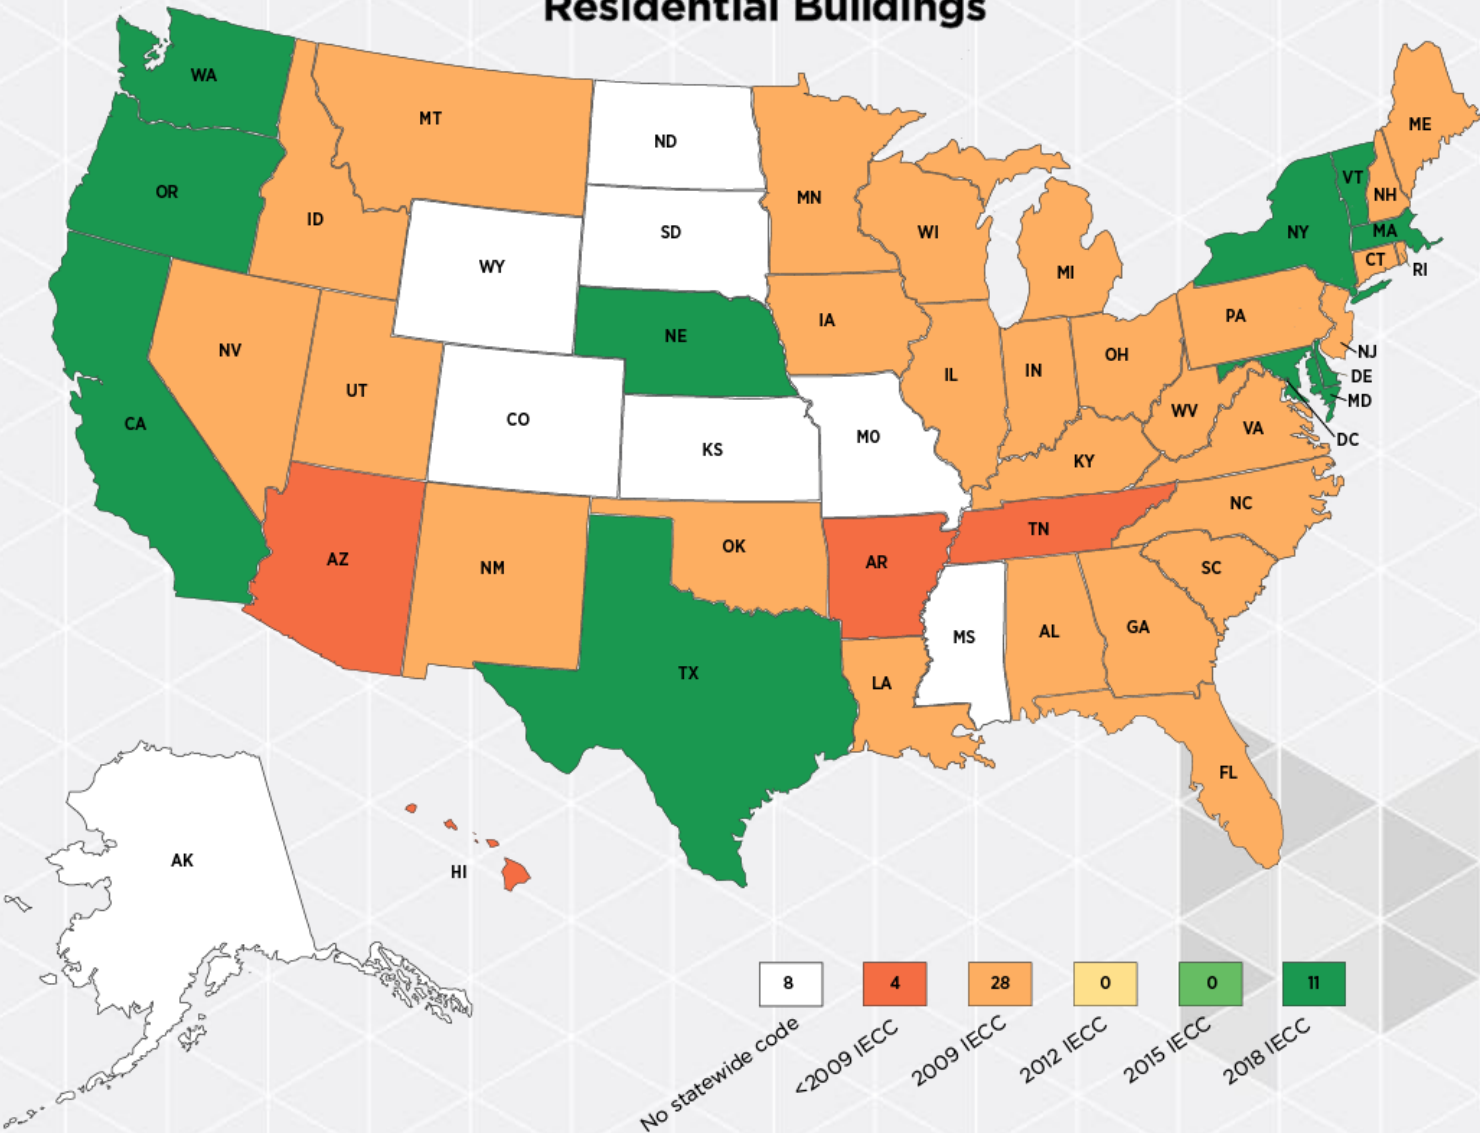 Residential Buildings
WA
MT
ND
ME
OR
ID
MN
VT
NH
SD
WI
NY
MA
WY
MI
CT
RI
NE
IA
PA
NV
UT
CO
IL
IN
OH
NJ
DE
MD
CA
KS
MO
WV
VA
DC
KY
NC
AZ
NM
OK
AR
TN
SC
TX
MS
AL
GA
LA
FL
AK
HI
8
4
28
0
0
11
No statewide code
<2009 IECC
2009 IECC
2012 IECC
2015 IECC
2018 IECC